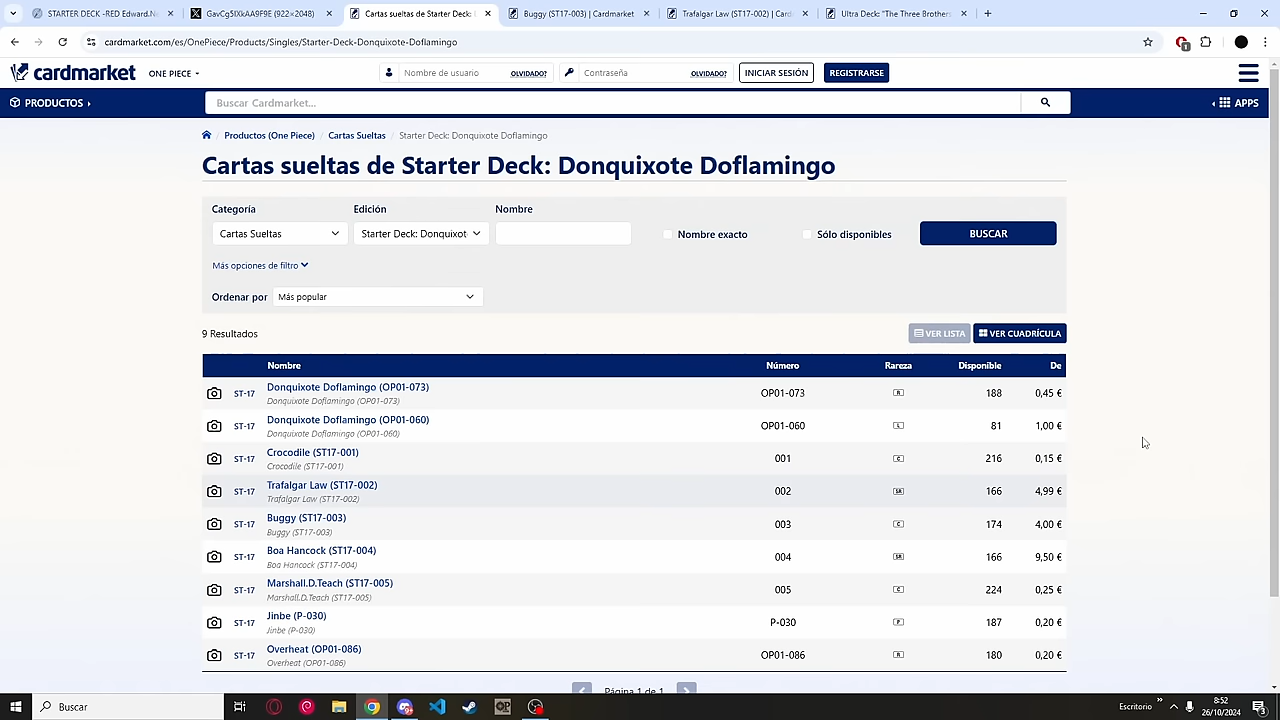 STARTER DECK -RED Edward.Ne
GavCg5IXkAA9F9E (922×2048)
Cartas sueltas de Starter Deck:
Buggy (ST17-003) | Cardmarket
Trafalgar Law (ST17-002) | Card
Ultra Deck: "The Three Brothers
cardmarket.com/es/OnePiece/Products/Singles/Starter-Deck-Donquixote-Doflamingo
1
cardmarket
ONE PIECE
Nombre de usuario
OLVIDADO?
Contraseña
OLVIDADO?
INICIAR SESIÓN
REGISTRARSE
PRODUCTOS
Buscar Cardmarket...
APPS
Productos (One Piece) / Cartas Sueltas / Starter Deck: Donquixote Doflamingo
Cartas sueltas de Starter Deck: Donquixote Doflamingo
Categoría
Edición
Nombre
Cartas Sueltas
Starter Deck: Donquixot
Nombre exacto
Sólo disponibles
BUSCAR
Más opciones de filtro
Ordenar por
Más popular
9 Resultados
VER LISTA
VER CUADRÍCULA
Nombre Número Rareza Disponible De
ST-17 Donquixote Doflamingo (OP01-073) OP01-073 R 188 0,45 €
Donquixote Doflamingo (OP01-073)
ST-17 Donquixote Doflamingo (OP01-060) OP01-060 L 81 1,00 €
Donquixote Doflamingo (OP01-060)
ST-17 Crocodile (ST17-001) 001 C 216 0,15 €
Crocodile (ST17-001)
ST-17 Trafalgar Law (ST17-002) 002 SR 166 4,99 €
Trafalgar Law (ST17-002)
ST-17 Buggy (ST17-003) 003 C 174 4,00 €
Buggy (ST17-003)
ST-17 Boa Hancock (ST17-004) 004 SR 166 9,50 €
Boa Hancock (ST17-004)
ST-17 Marshall.D.Teach (ST17-005) 005 C 224 0,25 €
Marshall.D.Teach (ST17-005)
ST-17 Jinbe (P-030) P-030 P 187 0,20 €
Jinbe (P-030)
ST-17 Overheat (OP01-086) OP01-086 R 180 0,20 €
Overheat (OP01-086)
Página 1 de 1
Buscar
OP
Escritorio
8:52
26/10/2024
3